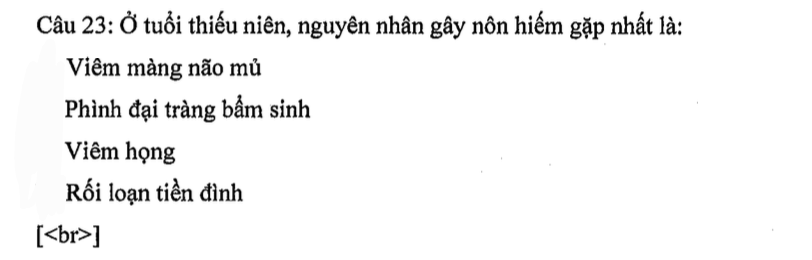 Câu 23: Ở tuổi thiếu niên, nguyên nhân gây nôn hiếm gặp nhất là:
Viêm màng não mủ
Phình đại tràng bẩm sinh
Viêm họng
Rối loạn tiền đình
[<br>]